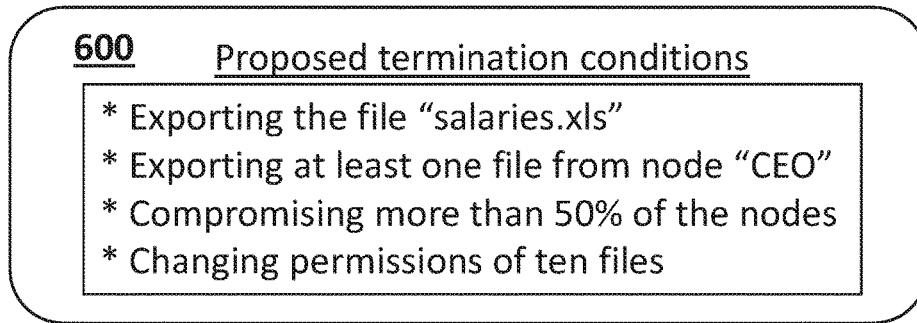 600
Proposed termination conditions
* Exporting the file “salaries.xls”
* Exporting at least one file from node “CEO”
* Compromising more than 50% of the nodes
* Changing permissions of ten files